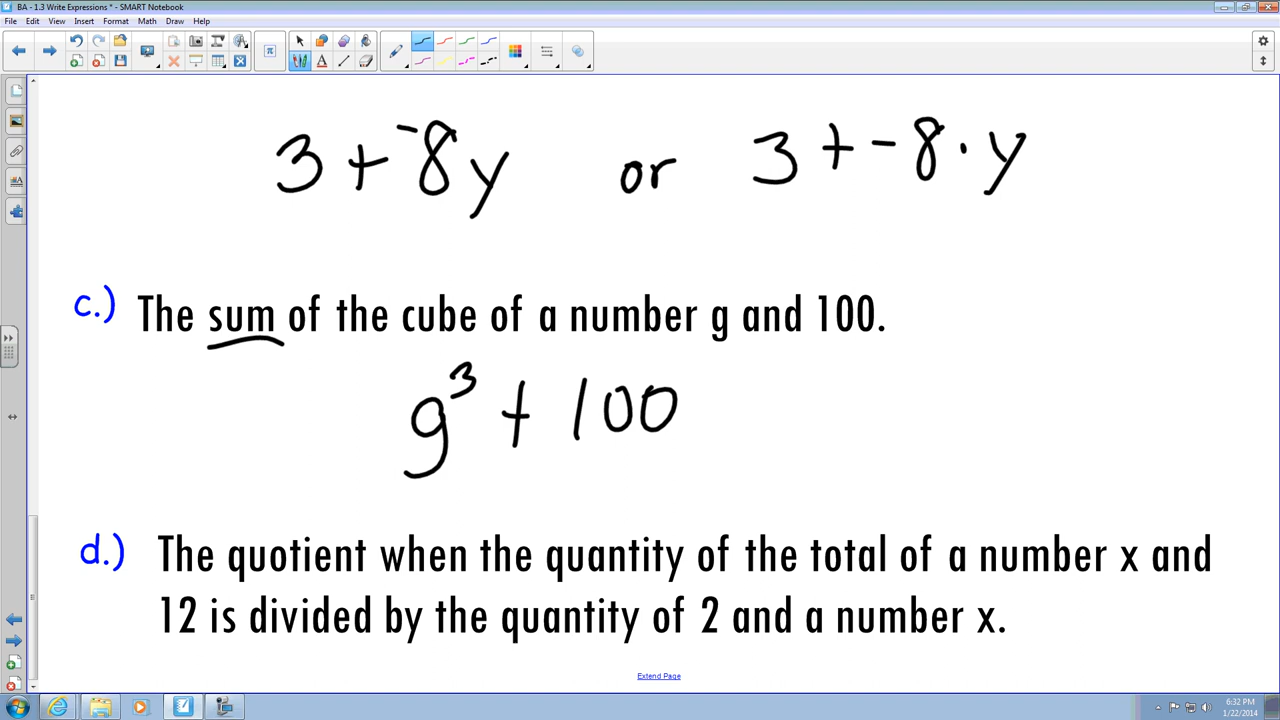 BA - 1.3 Write Expressions * - SMART Notebook
File Edit View Insert Format Math Draw Help
3 + ⁻8y or 3 + -8 · y
c.) The sum of the cube of a number g and 100.
g³ + 100
d.) The quotient when the quantity of the total of a number x and
12 is divided by the quantity of 2 and a number x.
Extend Page
6:32 PM
1/22/2014